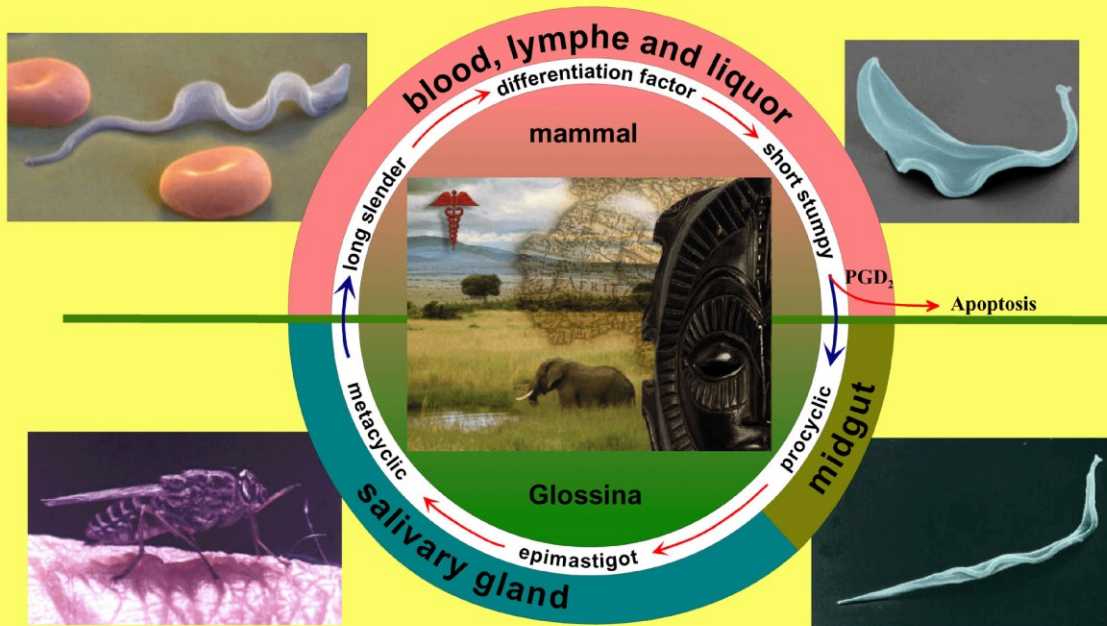 blood, lymphe and liquor
differentiation factor
long slender
short stumpy
mammal
AFRI
PGD₂
Apoptosis
metacyclic
procyclic
midgut
Glossina
epimastigot
salivary gland